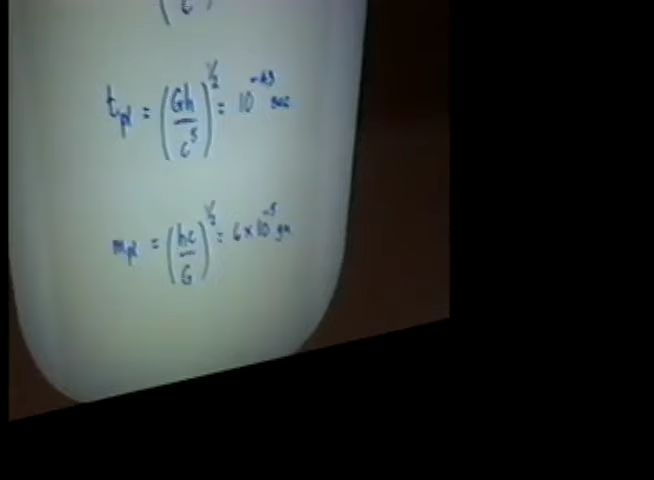 t_pl = (Gh / c^5)^1/2 = 10^-43 sec
m_pl = (hc / G)^1/2 = 6 × 10^-5 gm